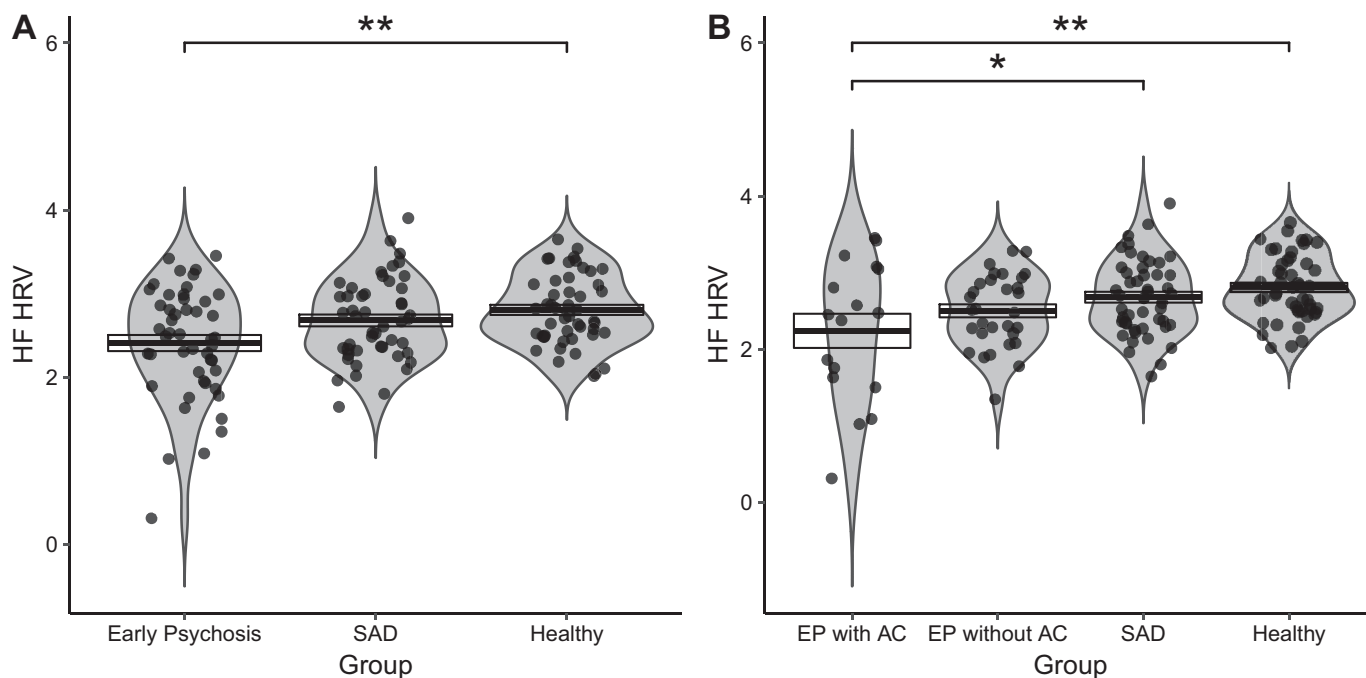 A
**
6
4
2
0
HF HRV
Early Psychosis SAD Healthy
Group
B
**
*
6
4
2
0
HF HRV
EP with AC EP without AC SAD Healthy
Group